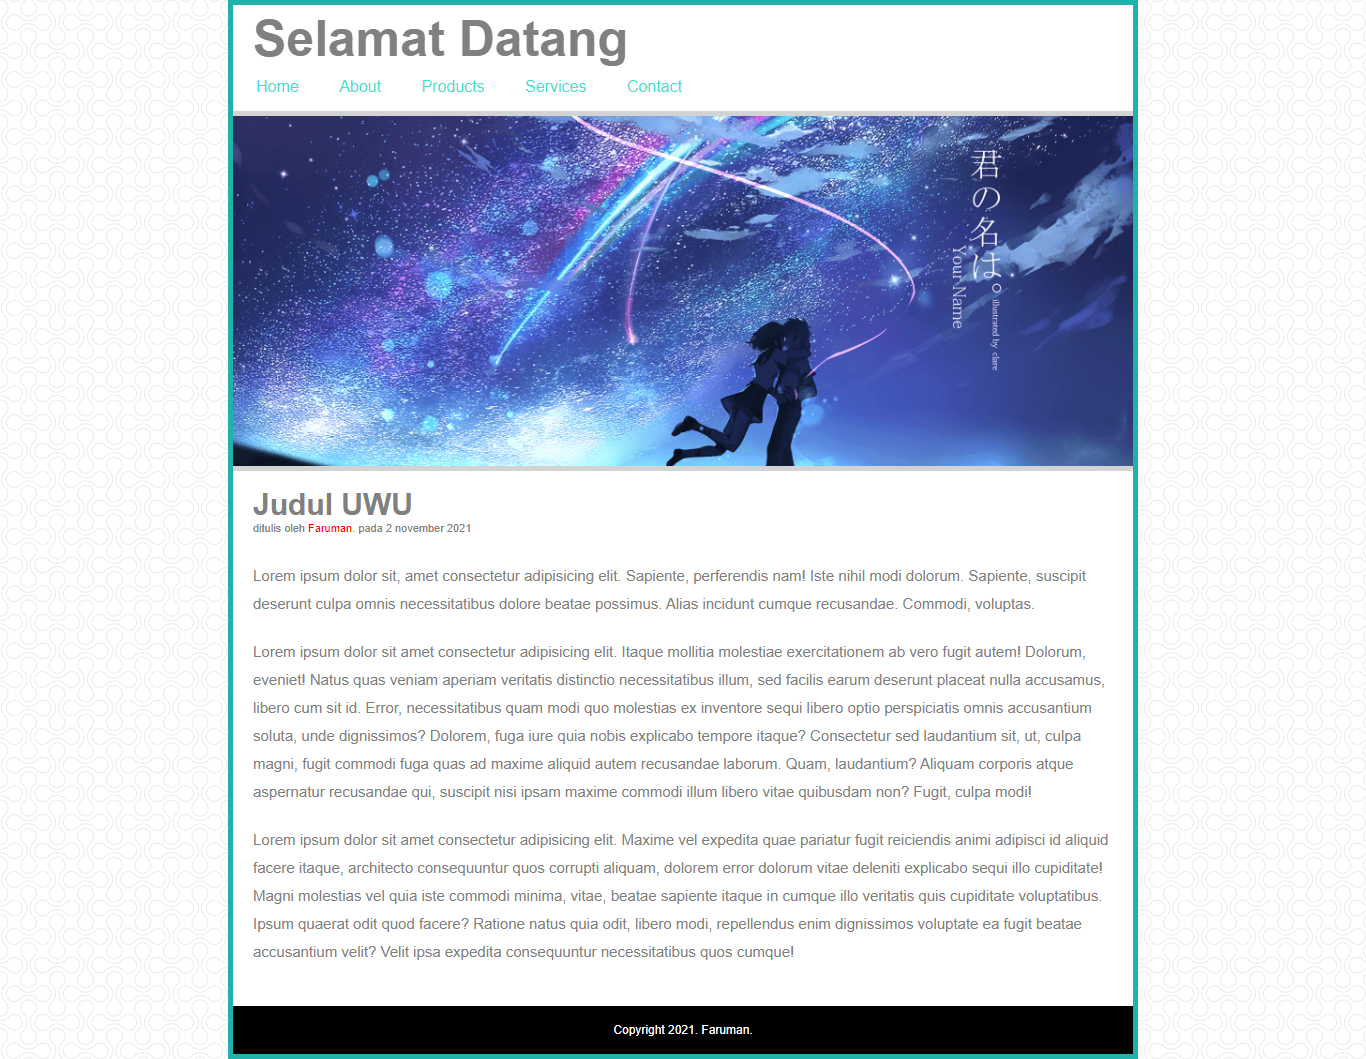 Selamat Datang
Home About Products Services Contact
君の名は。
Your Name
illustrated by clare
Judul UWU
ditulis oleh Faruman. pada 2 november 2021
Lorem ipsum dolor sit, amet consectetur adipisicing elit. Sapiente, perferendis nam! Iste nihil modi dolorum. Sapiente, suscipit
deserunt culpa omnis necessitatibus dolore beatae possimus. Alias incidunt cumque recusandae. Commodi, voluptas.
Lorem ipsum dolor sit amet consectetur adipisicing elit. Itaque mollitia molestiae exercitationem ab vero fugit autem! Dolorum,
eveniet! Natus quas veniam aperiam veritatis distinctio necessitatibus illum, sed facilis earum deserunt placeat nulla accusamus,
libero cum sit id. Error, necessitatibus quam modi quo molestias ex inventore sequi libero optio perspiciatis omnis accusantium
soluta, unde dignissimos? Dolorem, fuga iure quia nobis explicabo tempore itaque? Consectetur sed laudantium sit, ut, culpa
magni, fugit commodi fuga quas ad maxime aliquid autem recusandae laborum. Quam, laudantium? Aliquam corporis atque
aspernatur recusandae qui, suscipit nisi ipsam maxime commodi illum libero vitae quibusdam non? Fugit, culpa modi!
Lorem ipsum dolor sit amet consectetur adipisicing elit. Maxime vel expedita quae pariatur fugit reiciendis animi adipisci id aliquid
facere itaque, architecto consequuntur quos corrupti aliquam, dolorem error dolorum vitae deleniti explicabo sequi illo cupiditate!
Magni molestias vel quia iste commodi minima, vitae, beatae sapiente itaque in cumque illo veritatis quis cupiditate voluptatibus.
Ipsum quaerat odit quod facere? Ratione natus quia odit, libero modi, repellendus enim dignissimos voluptate ea fugit beatae
accusantium velit? Velit ipsa expedita consequuntur necessitatibus quos cumque!
Copyright 2021. Faruman.